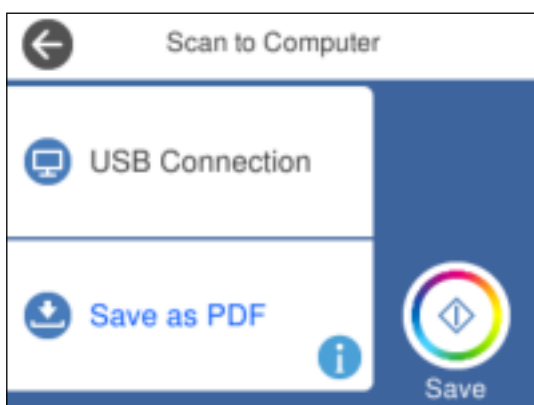 Scan to Computer
USB Connection
Save as PDF
i
Save